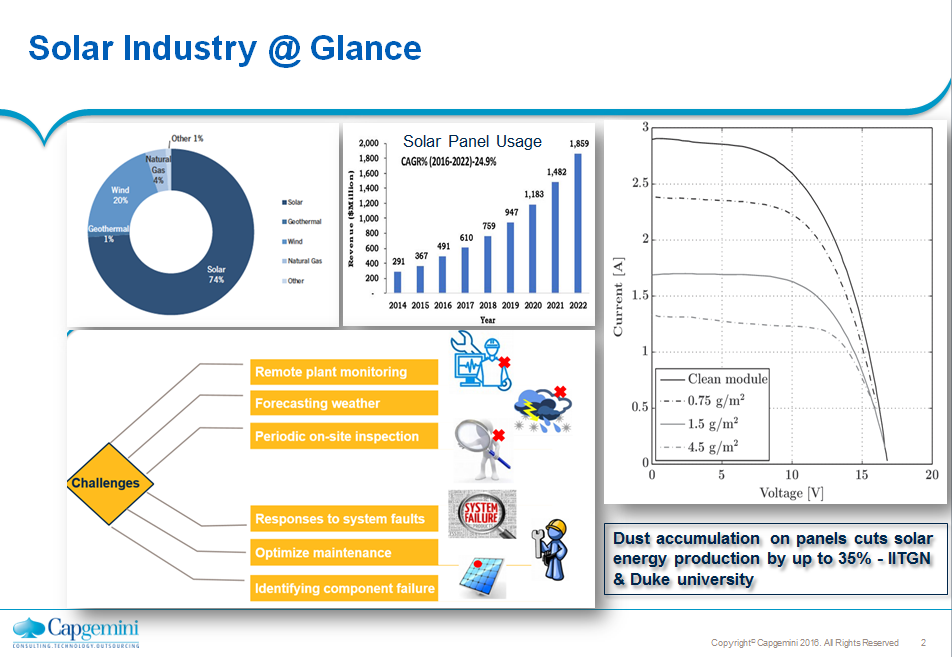 Solar Industry @ Glance
Other 1%
Natural
Gas
4%
Wind
20%
Geothermal
1%
Solar
74%
Solar
Geothermal
Wind
Natural Gas
Other
Solar Panel Usage
CAGR% (2016-2022)-24.9%
Revenue ($Million)
2,000
1,800
1,600
1,400
1,200
1,000
800
600
400
200
-
291
367
491
610
759
947
1,183
1,482
1,859
2014 2015 2016 2017 2018 2019 2020 2021 2022
Year
Current [A]
3
2.5
2
1.5
1
0.5
0
Clean module
0.75 g/m²
1.5 g/m²
4.5 g/m²
0 5 10 15 20
Voltage [V]
Challenges
Remote plant monitoring
Forecasting weather
Periodic on-site inspection
Responses to system faults
Optimize maintenance
Identifying component failure
SYSTEM
FAILURE
Dust accumulation on panels cuts solar
energy production by up to 35% - IITGN
& Duke university
Capgemini
CONSULTING.TECHNOLOGY.OUTSOURCING
Copyright© Capgemini 2016. All Rights Reserved
2